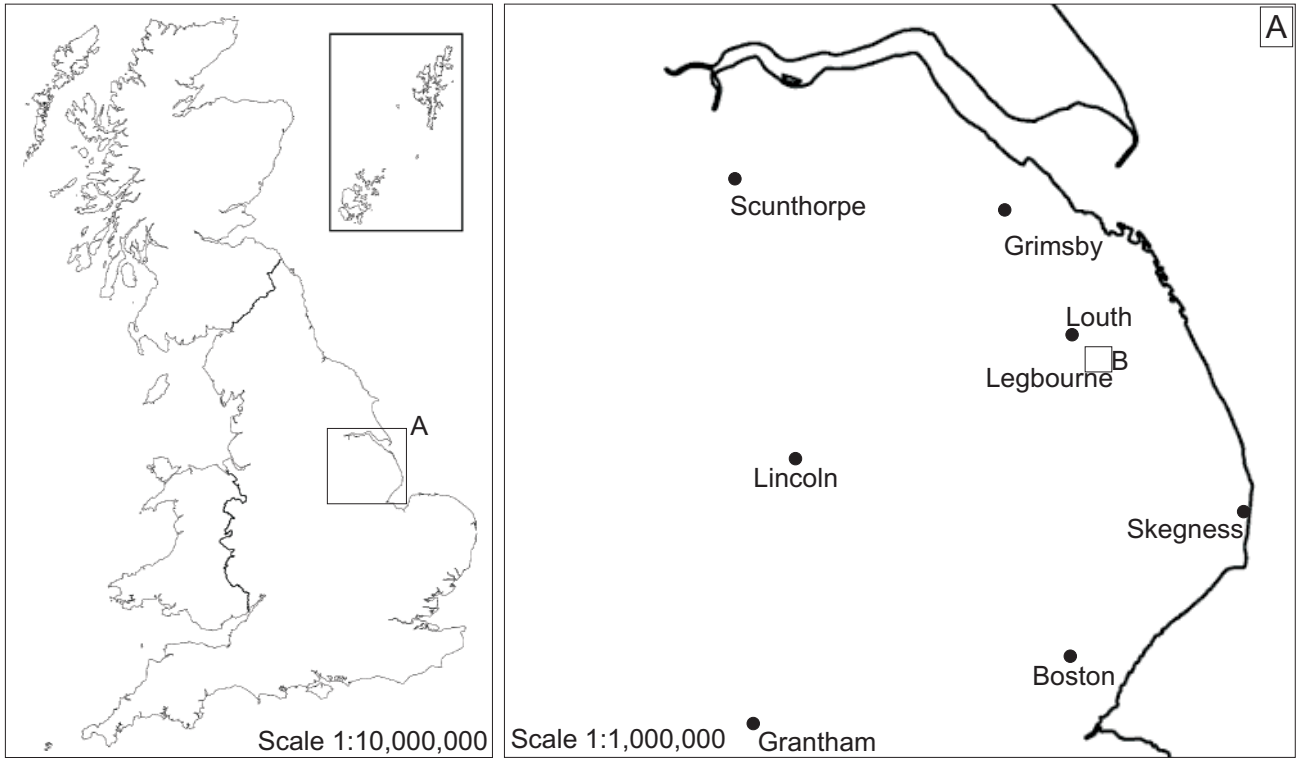 A
Scale 1:10,000,000
A
Scunthorpe
Grimsby
Louth
B
Legbourne
Lincoln
Skegness
Boston
Grantham
Scale 1:1,000,000